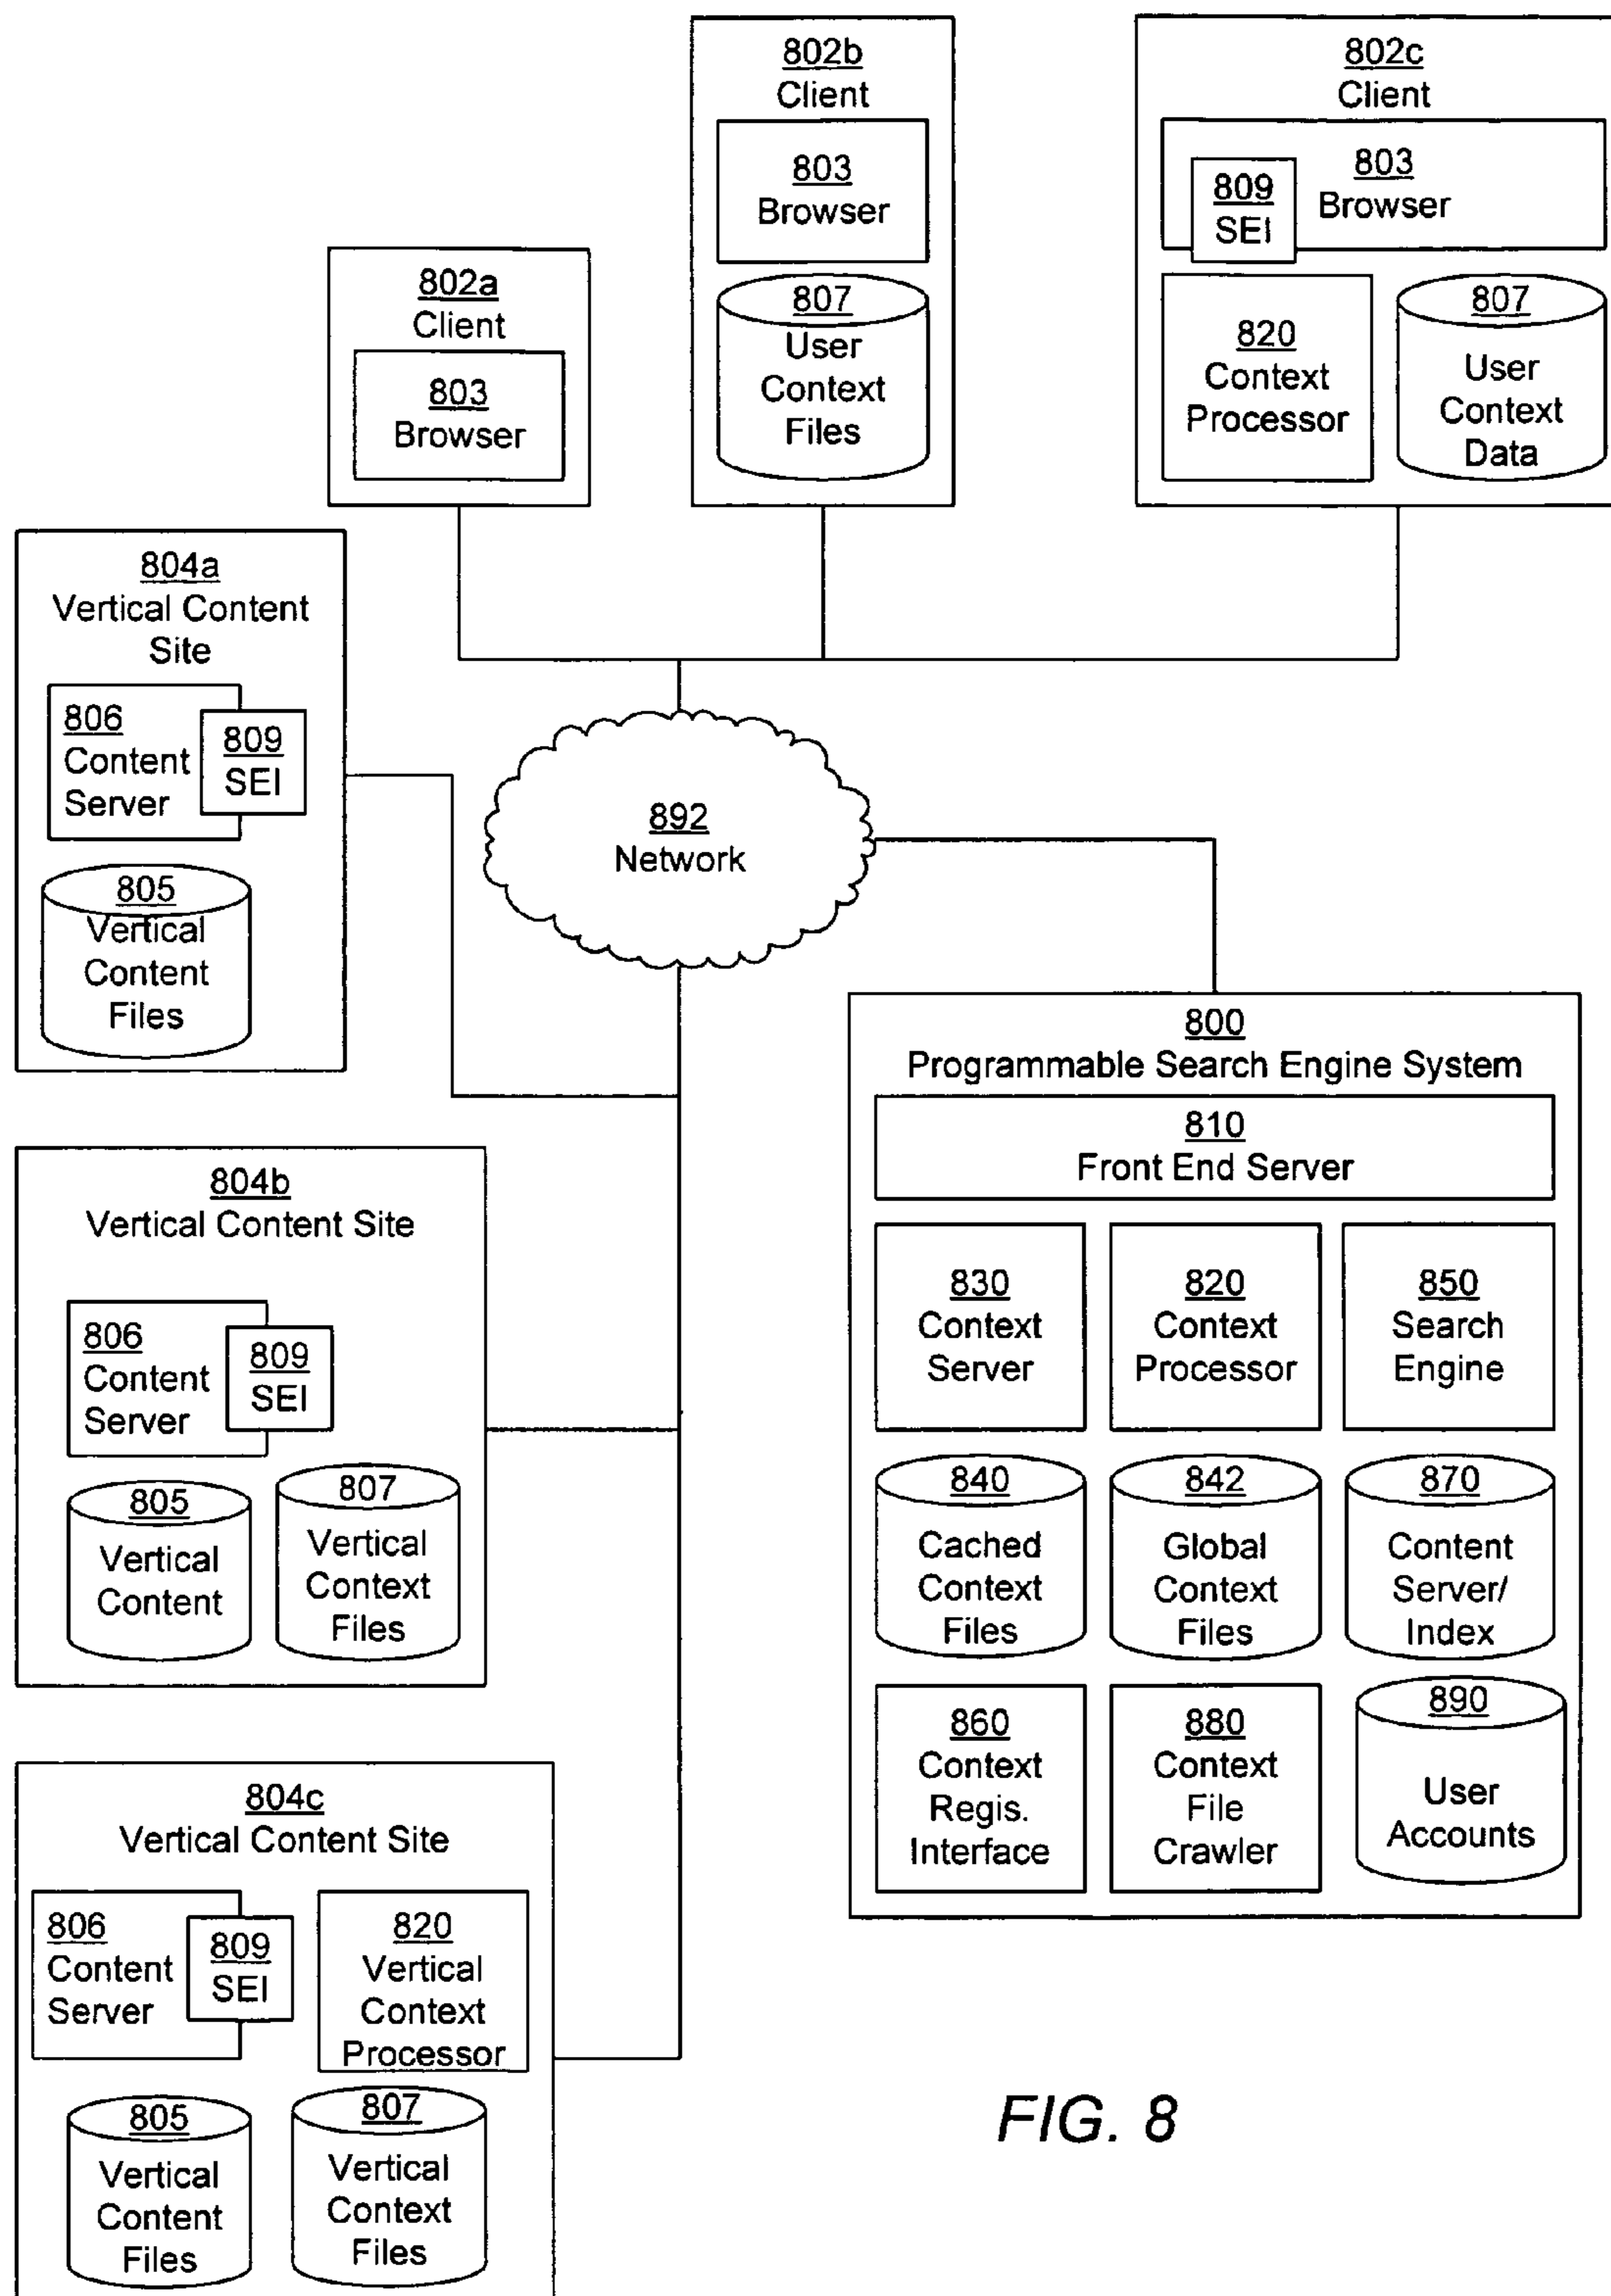 802a
Client
803
Browser
802b
Client
803
Browser
807
User
Context
Files
802c
Client
803
Browser
809
SEI
820
Context
Processor
807
User
Context
Data
804a
Vertical Content
Site
806
Content
Server
809
SEI
805
Vertical
Content
Files
892
Network
804b
Vertical Content Site
806
Content
Server
809
SEI
805
Vertical
Content
807
Vertical
Context
Files
804c
Vertical Content Site
806
Content
Server
809
SEI
820
Vertical
Context
Processor
805
Vertical
Content
Files
807
Vertical
Context
Files
800
Programmable Search Engine System
810
Front End Server
830
Context
Server
820
Context
Processor
850
Search
Engine
840
Cached
Context
Files
842
Global
Context
Files
870
Content
Server/
Index
860
Context
Regis.
Interface
880
Context
File
Crawler
890
User
Accounts
FIG. 8